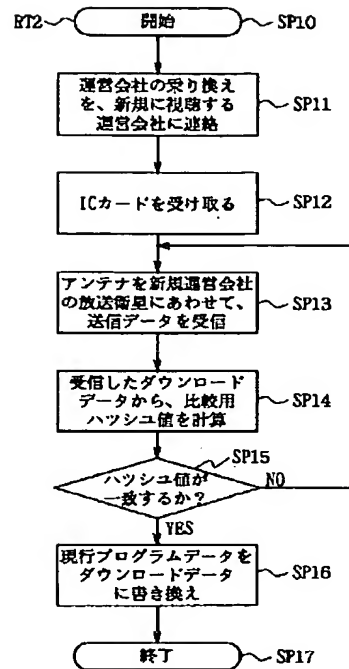 RT2
開始
SP10
運営会社の乗り換え
を、新規に視聴する
運営会社に連絡
SP11
ICカードを受け取る
SP12
アンテナを新規運営会社
の放送衛星にあわせて、
送信データを受信
SP13
受信したダウンロード
データから、比較用
ハツシユ値を計算
SP14
SP15
ハツシユ値が
一致するか?
NO
YES
現行プログラムデータを
ダウンロードデータ
に書き換え
SP16
終了
SP17